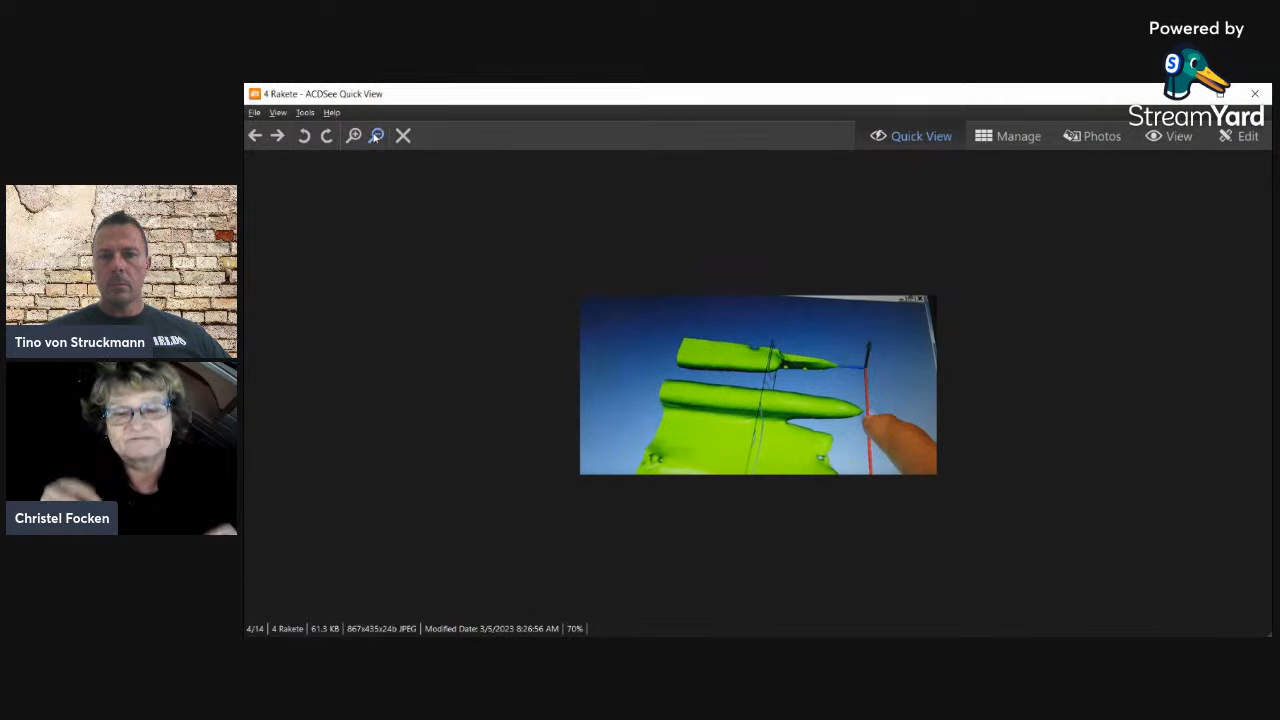 Powered by
S
StreamYard
4 Rakete - ACDSee Quick View
File View Tools Help
Quick View Manage Photos View Edit
Tino von Struckmann
Christel Focken
4/14 4 Rakete 61.3 KB 867x435x24b JPEG Modified Date: 3/5/2023 8:26:56 AM 70%